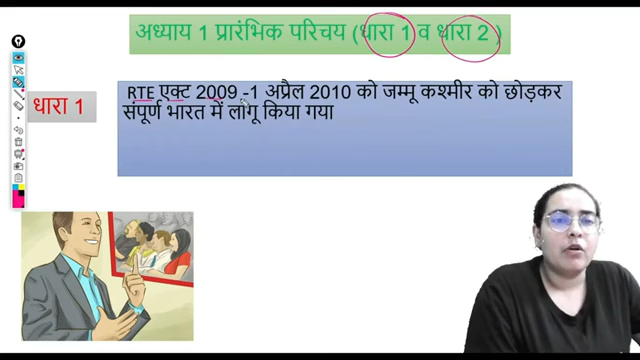 अध्याय 1 प्रारंभिक परिचय (धारा 1 व धारा 2 )
धारा 1
RTE एक्ट 2009 -1 अप्रैल 2010 को जम्मू कश्मीर को छोड़कर
संपूर्ण भारत में लागू किया गया